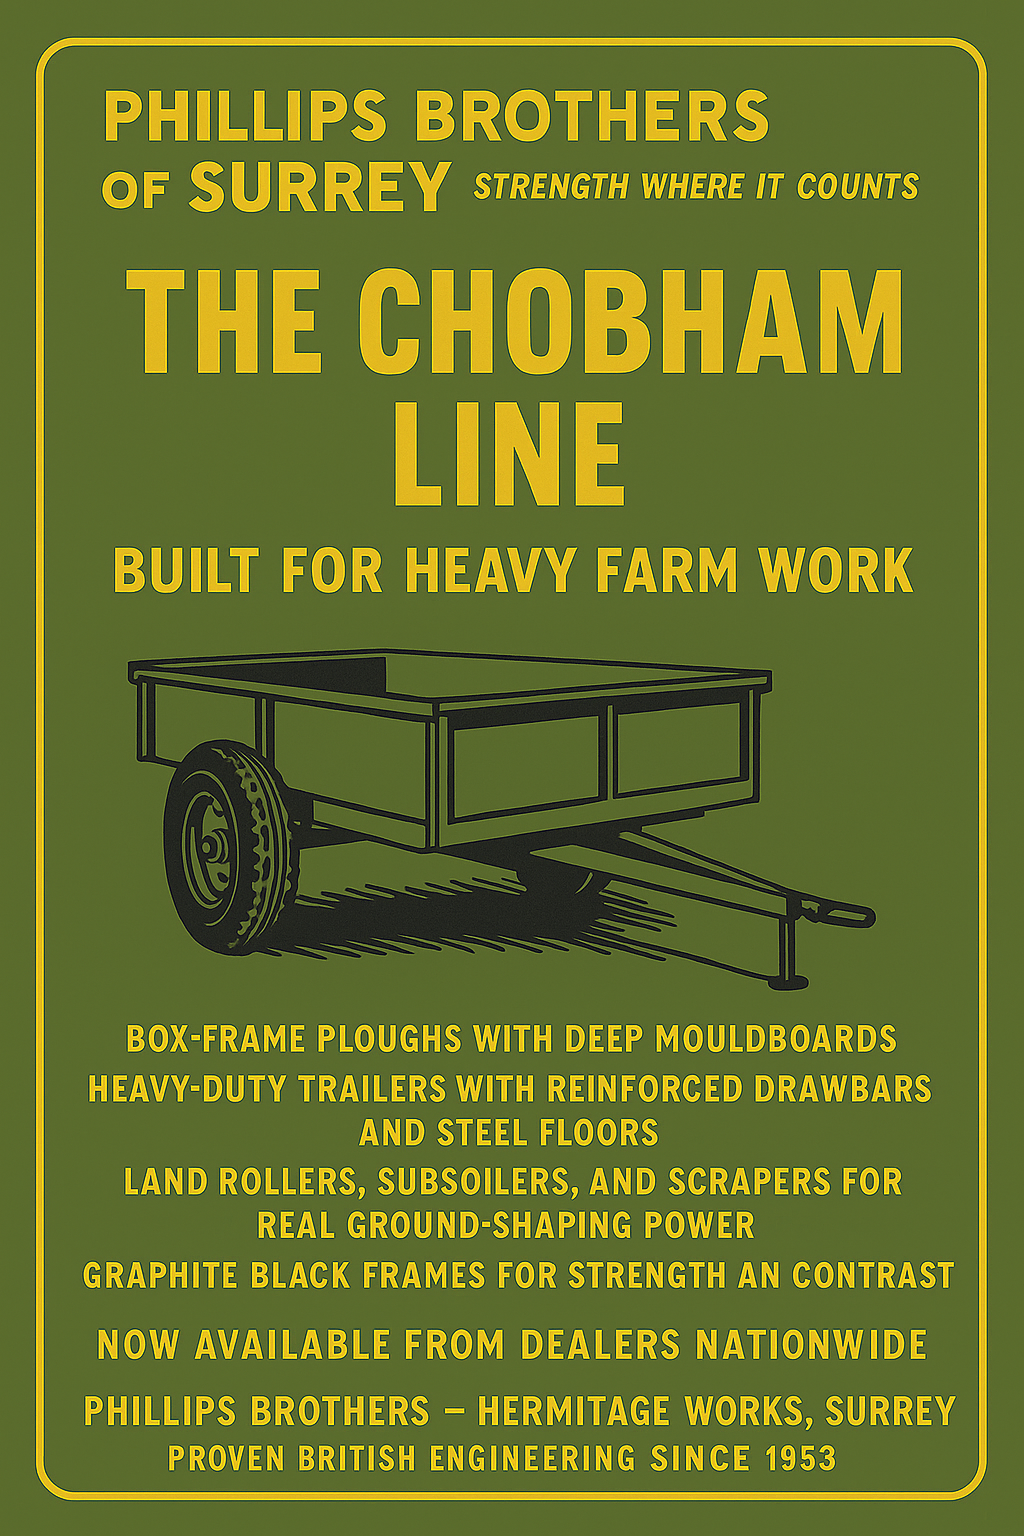 PHILLIPS BROTHERS
OF SURREY STRENGTH WHERE IT COUNTS
THE CHOBHAM
LINE
BUILT FOR HEAVY FARM WORK
BOX-FRAME PLOUGHS WITH DEEP MOULDBOARDS
HEAVY-DUTY TRAILERS WITH REINFORCED DRAWBARS
AND STEEL FLOORS
LAND ROLLERS, SUBSOILERS, AND SCRAPERS FOR
REAL GROUND-SHAPING POWER
GRAPHITE BLACK FRAMES FOR STRENGTH AN CONTRAST
NOW AVAILABLE FROM DEALERS NATIONWIDE
PHILLIPS BROTHERS – HERMITAGE WORKS, SURREY
PROVEN BRITISH ENGINEERING SINCE 1953